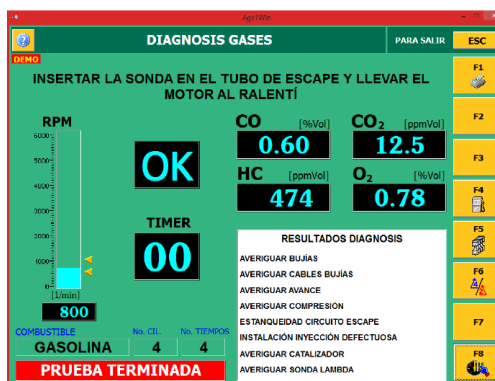 Ags1Win
DIAGNOSIS GASES
PARA SALIR
ESC
DEMO
INSERTAR LA SONDA EN EL TUBO DE ESCAPE Y LLEVAR EL
MOTOR AL RALENTÍ
F1
F2
F3
F4
F5
F6
F7
F8
RPM
6000
5000
4000
3000
2000
1000
0
[1/min]
800
OK
TIMER
00
CO [%Vol]
0.60
CO2 [ppmVol]
12.5
HC [ppmVol]
474
O2 [%Vol]
0.78
RESULTADOS DIAGNOSIS
AVERIGUAR BUJÍAS
AVERIGUAR CABLES BUJÍAS
AVERIGUAR AVANCE
AVERIGUAR COMPRESIÓN
ESTANQUEIDAD CIRCUITO ESCAPE
INSTALACIÓN INYECCIÓN DEFECTUOSA
AVERIGUAR CATALIZADOR
AVERIGUAR SONDA LAMBDA
COMBUSTIBLE No. CIL. No. TIEMPOS
GASOLINA 4 4
PRUEBA TERMINADA